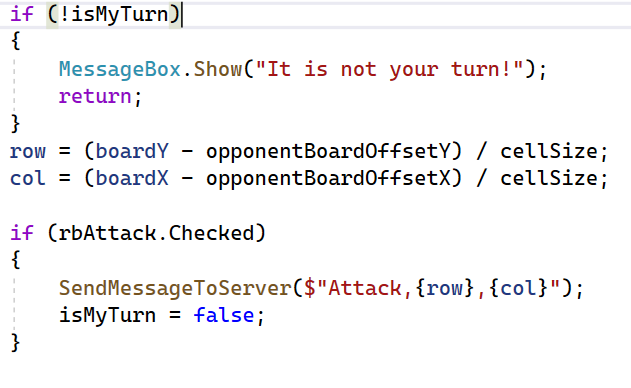 if (!isMyTurn)
{
    MessageBox.Show("It is not your turn!");
    return;
}
row = (boardY - opponentBoardOffsetY) / cellSize;
col = (boardX - opponentBoardOffsetX) / cellSize;

if (rbAttack.Checked)
{
    SendMessageToServer($"Attack,{row},{col}");
    isMyTurn = false;
}